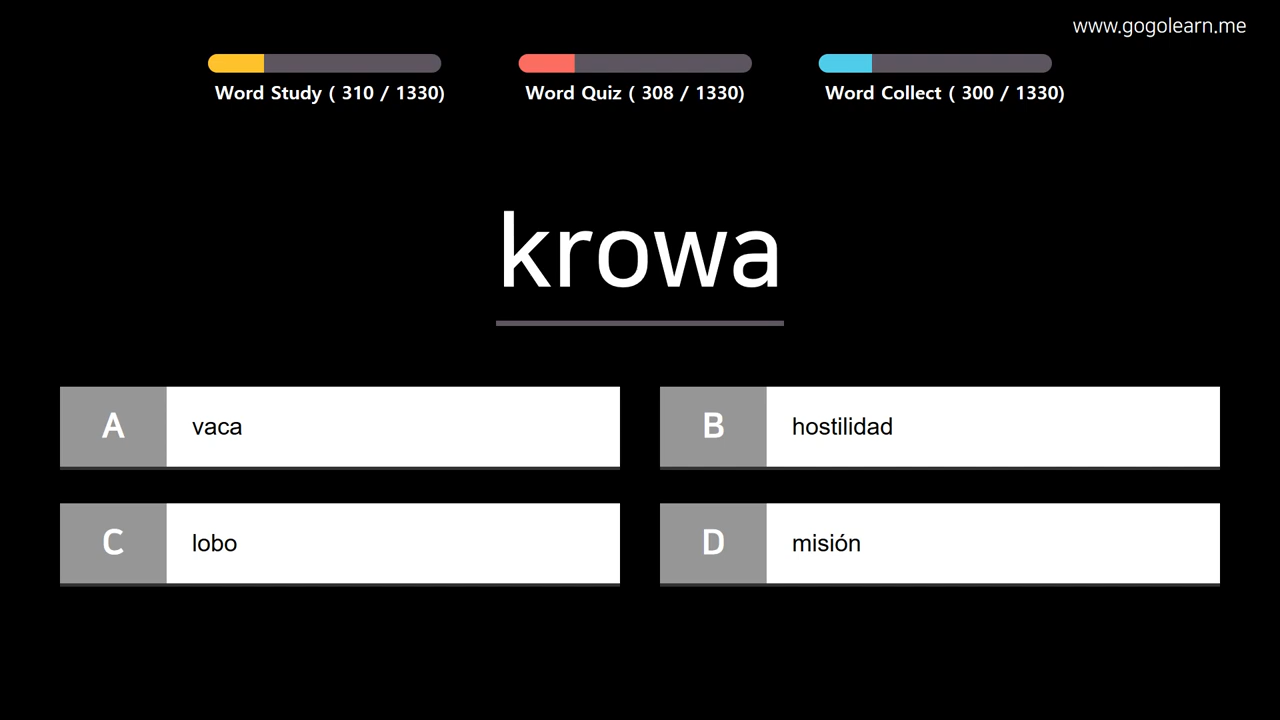 www.gogolearn.me
Word Study ( 310 / 1330)
Word Quiz ( 308 / 1330)
Word Collect ( 300 / 1330)
krowa
A vaca
B hostilidad
C lobo
D misión